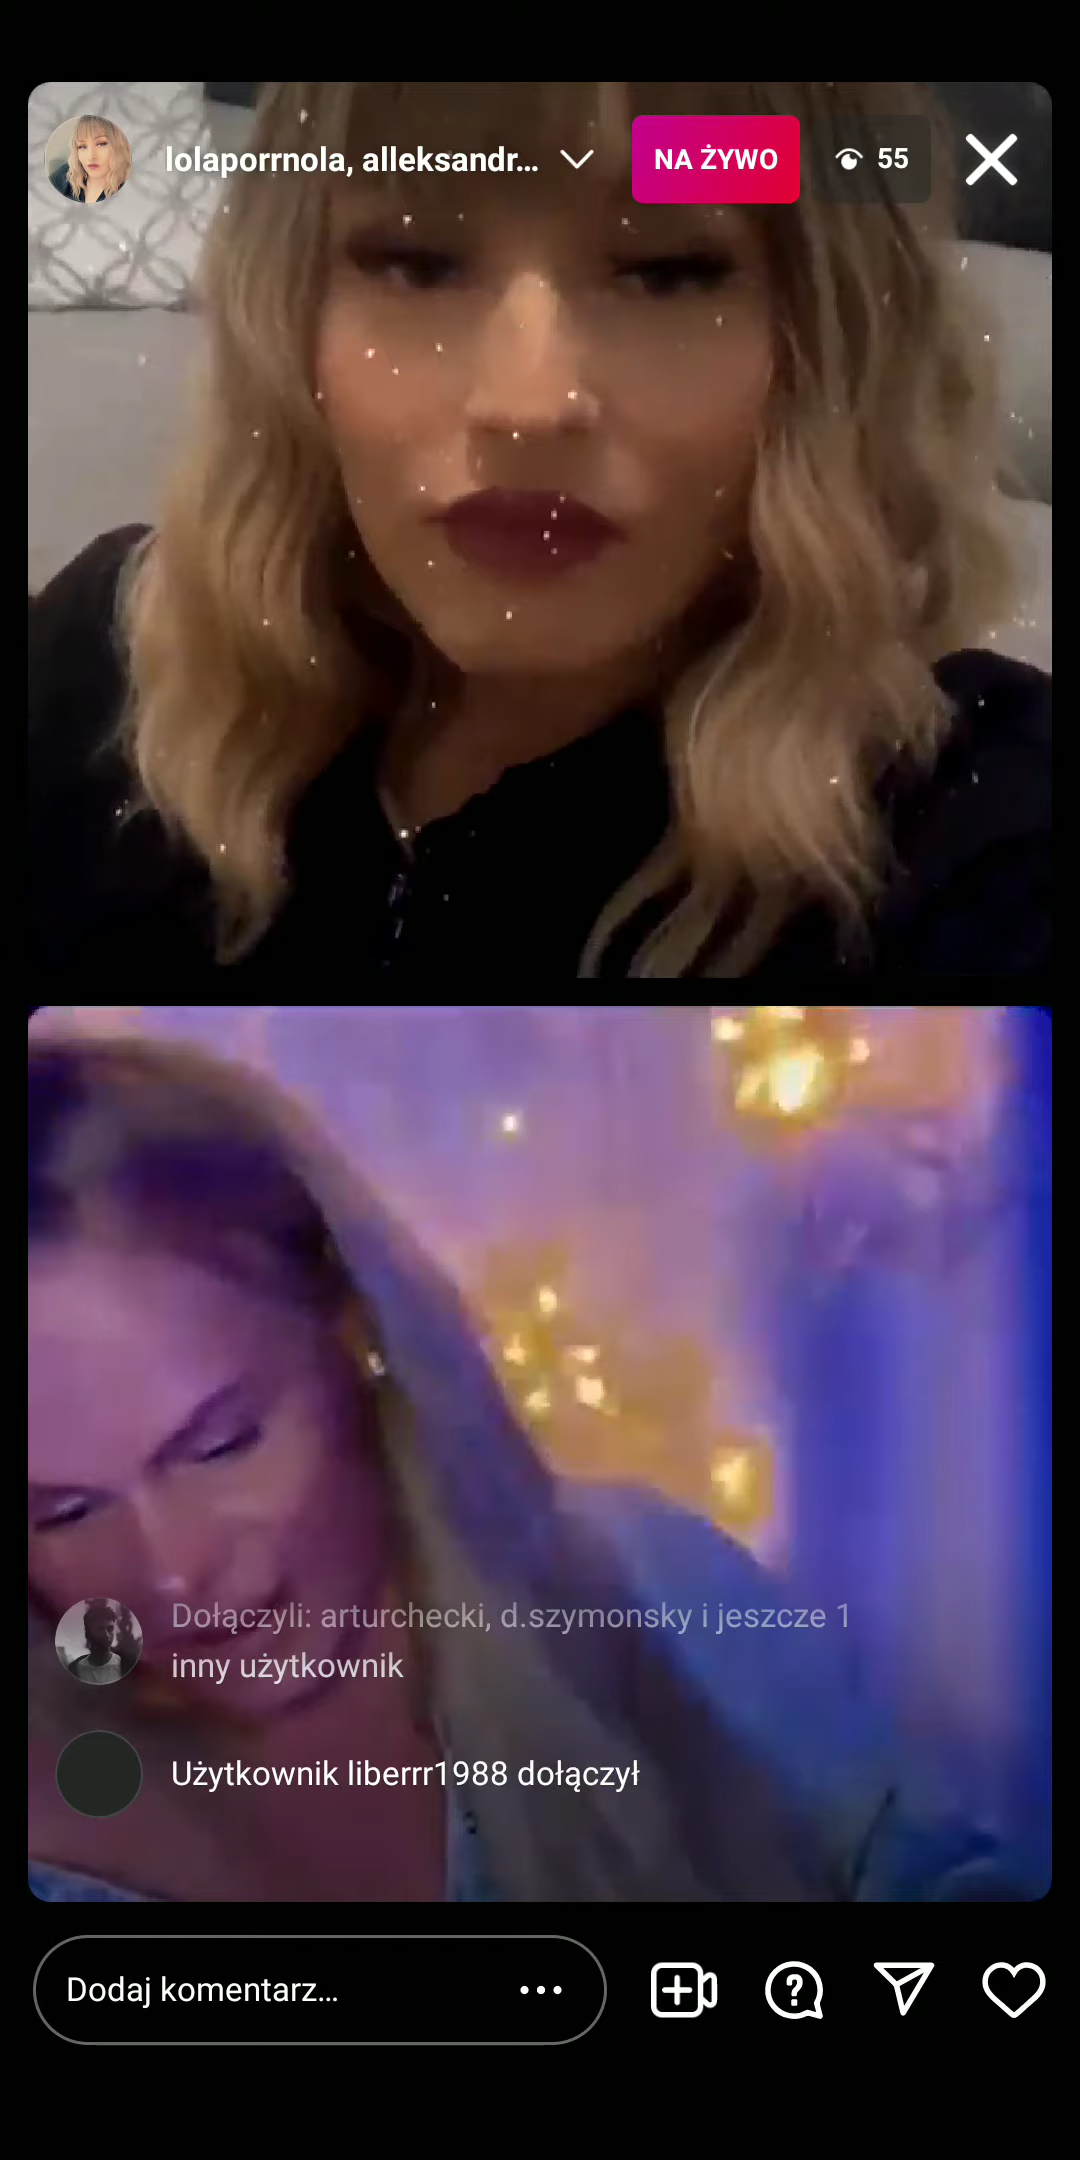 lolaporrnola, alleksandr...
NA ŻYWO
55
Dołączyli: arturchecki, d.szymonsky i jeszcze 1
inny użytkownik
Użytkownik liberrr1988 dołączył
Dodaj komentarz...